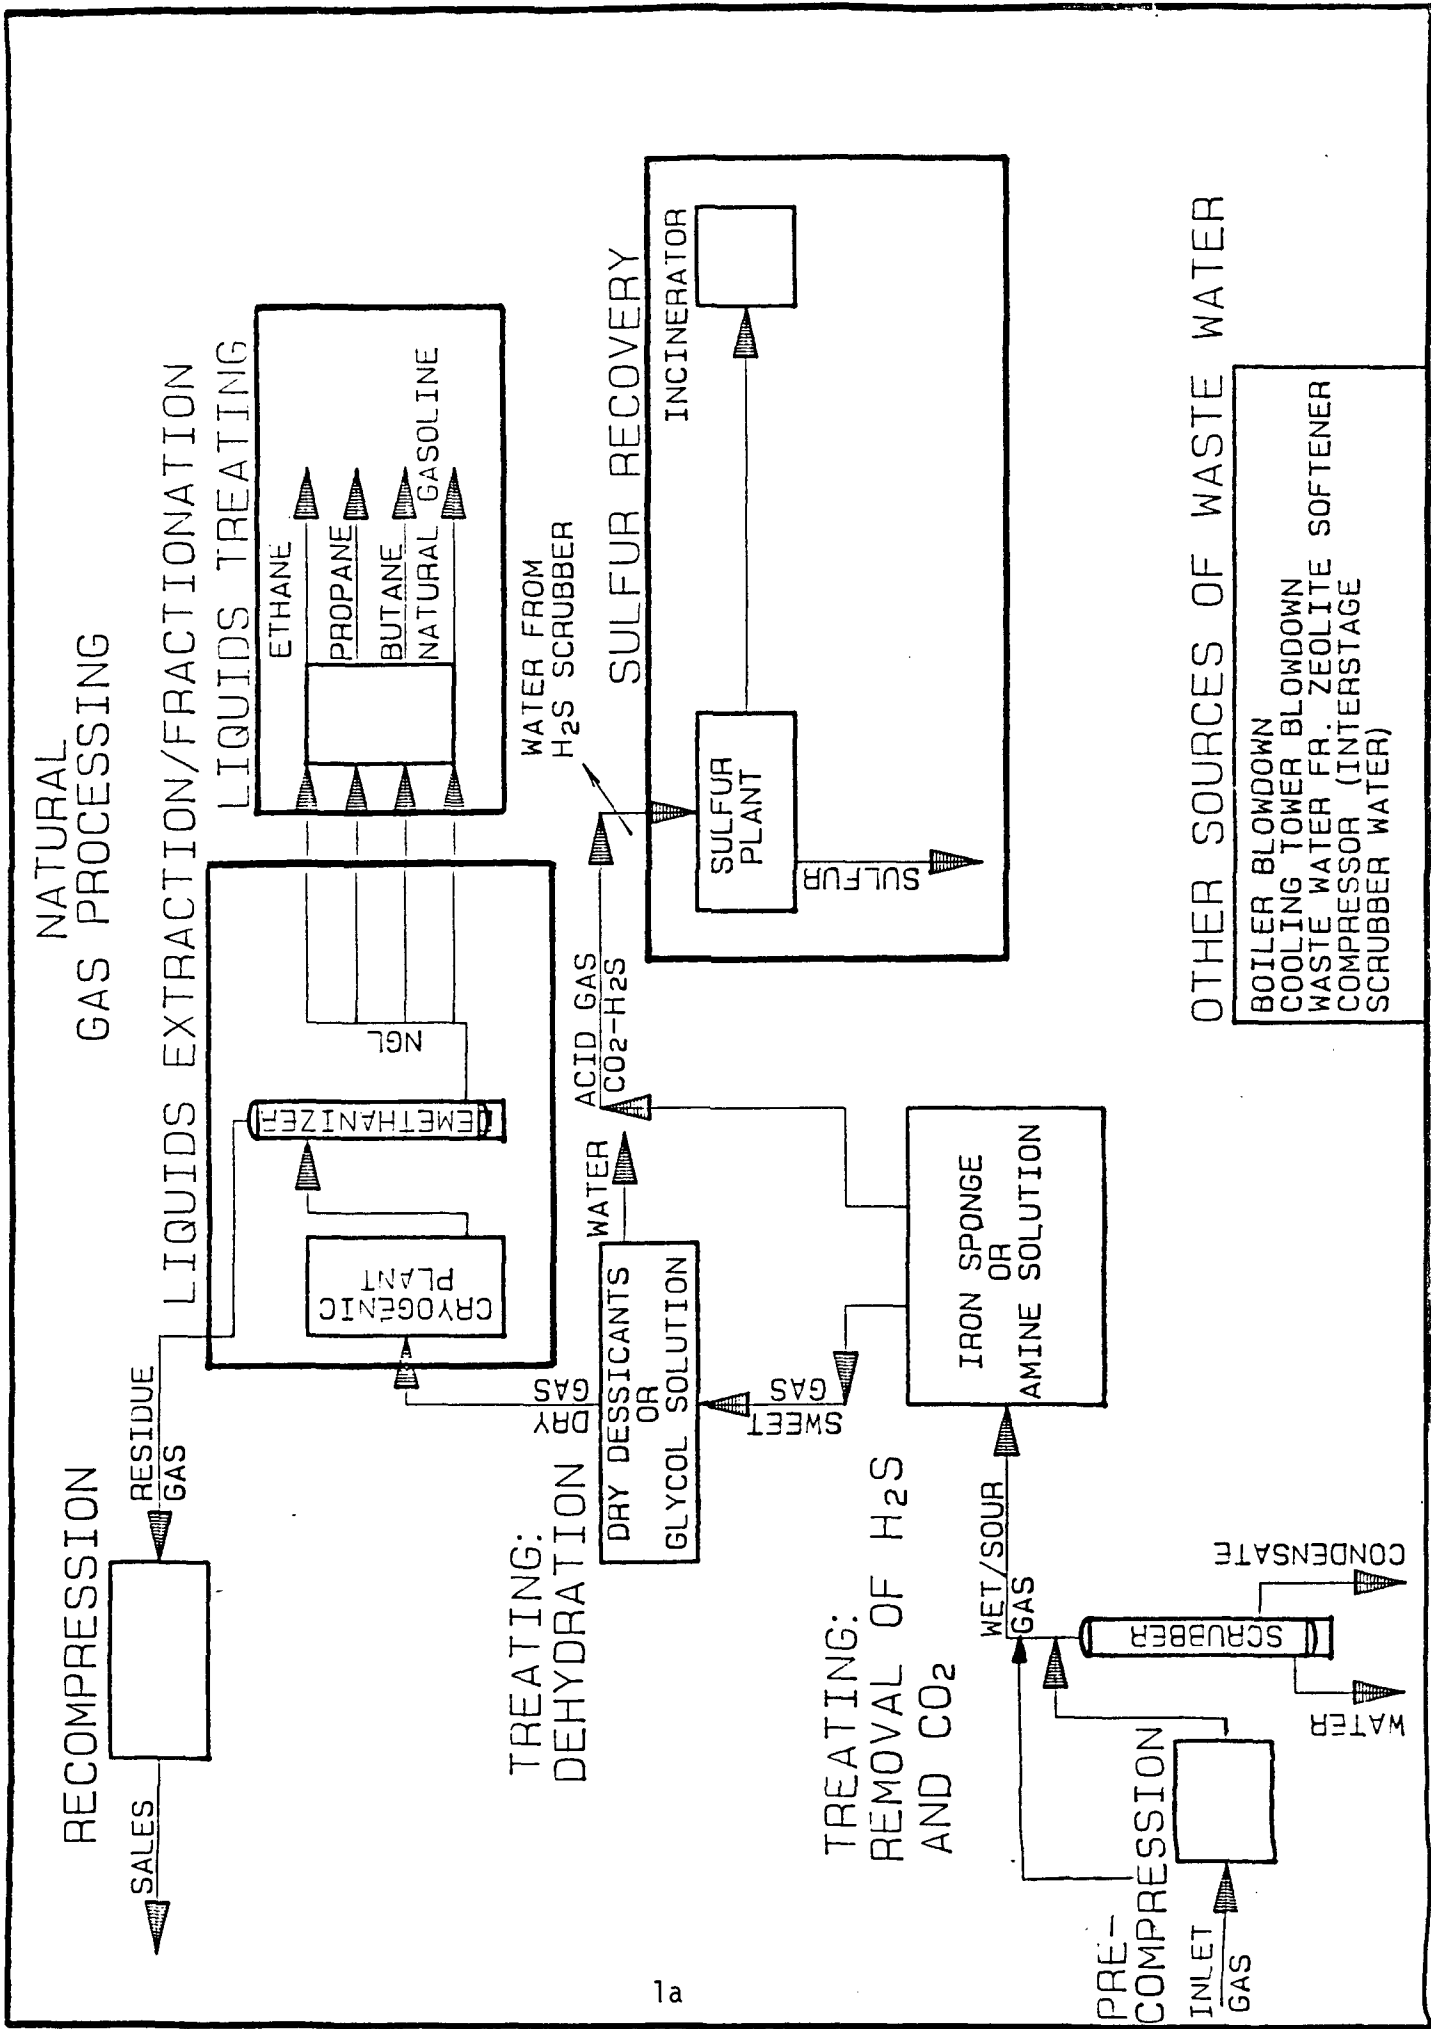 NATURAL
GAS PROCESSING
RECOMPRESSION
SALES
RESIDUE
GAS
LIQUIDS EXTRACTION/FRACTIONATION
LIQUIDS TREATING
EMETHANIZER
CRYOGENIC
PLANT
NGL
ETHANE
PROPANE
BUTANE
NATURAL GASOLINE
TREATING:
DEHYDRATION
DRY
GAS
DRY DESSICANTS
OR
GLYCOL SOLUTION
WATER
SWEET
GAS
ACID GAS
CO2-H2S
WATER FROM
H2S SCRUBBER
SULFUR RECOVERY
INCINERATOR
SULFUR
PLANT
SULFUR
TREATING:
REMOVAL OF H2S
AND CO2
IRON SPONGE
OR
AMINE SOLUTION
WET/SOUR
GAS
PRE-
COMPRESSION
INLET
GAS
SCRUBBER
WATER
CONDENSATE
OTHER SOURCES OF WASTE WATER
BOILER BLOWDOWN
COOLING TOWER BLOWDOWN
WASTE WATER FR. ZEOLITE SOFTENER
COMPRESSOR (INTERSTAGE
SCRUBBER WATER)
1a